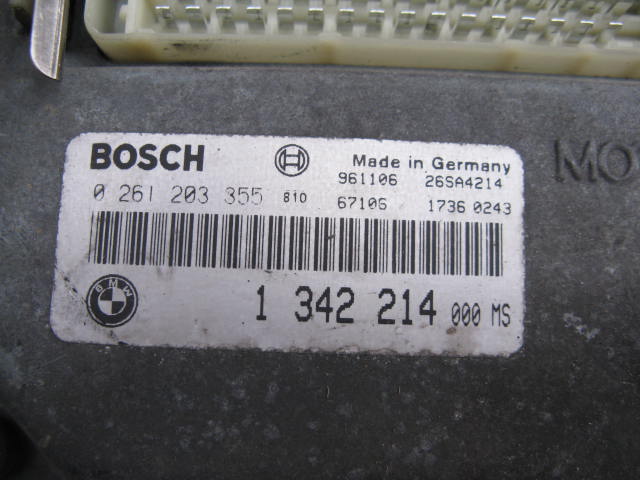 BOSCH Made in Germany
961106 26SA4214
0 261 203 355 810 67106 1736 0243
BMW
1 342 214 000 MS
MO